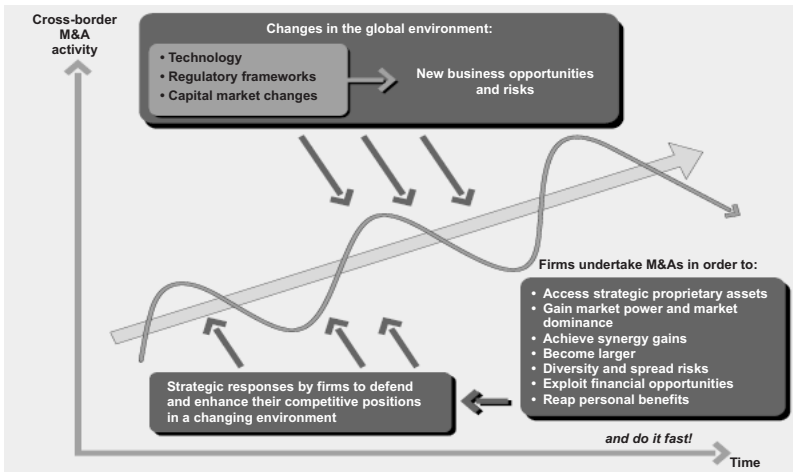 Cross-border
M&A
activity
Changes in the global environment:
• Technology
• Regulatory frameworks
• Capital market changes
New business opportunities
and risks
Firms undertake M&As in order to:
• Access strategic proprietary assets
• Gain market power and market
dominance
• Achieve synergy gains
• Become larger
• Diversity and spread risks
• Exploit financial opportunities
• Reap personal benefits
Strategic responses by firms to defend
and enhance their competitive positions
in a changing environment
and do it fast!
Time